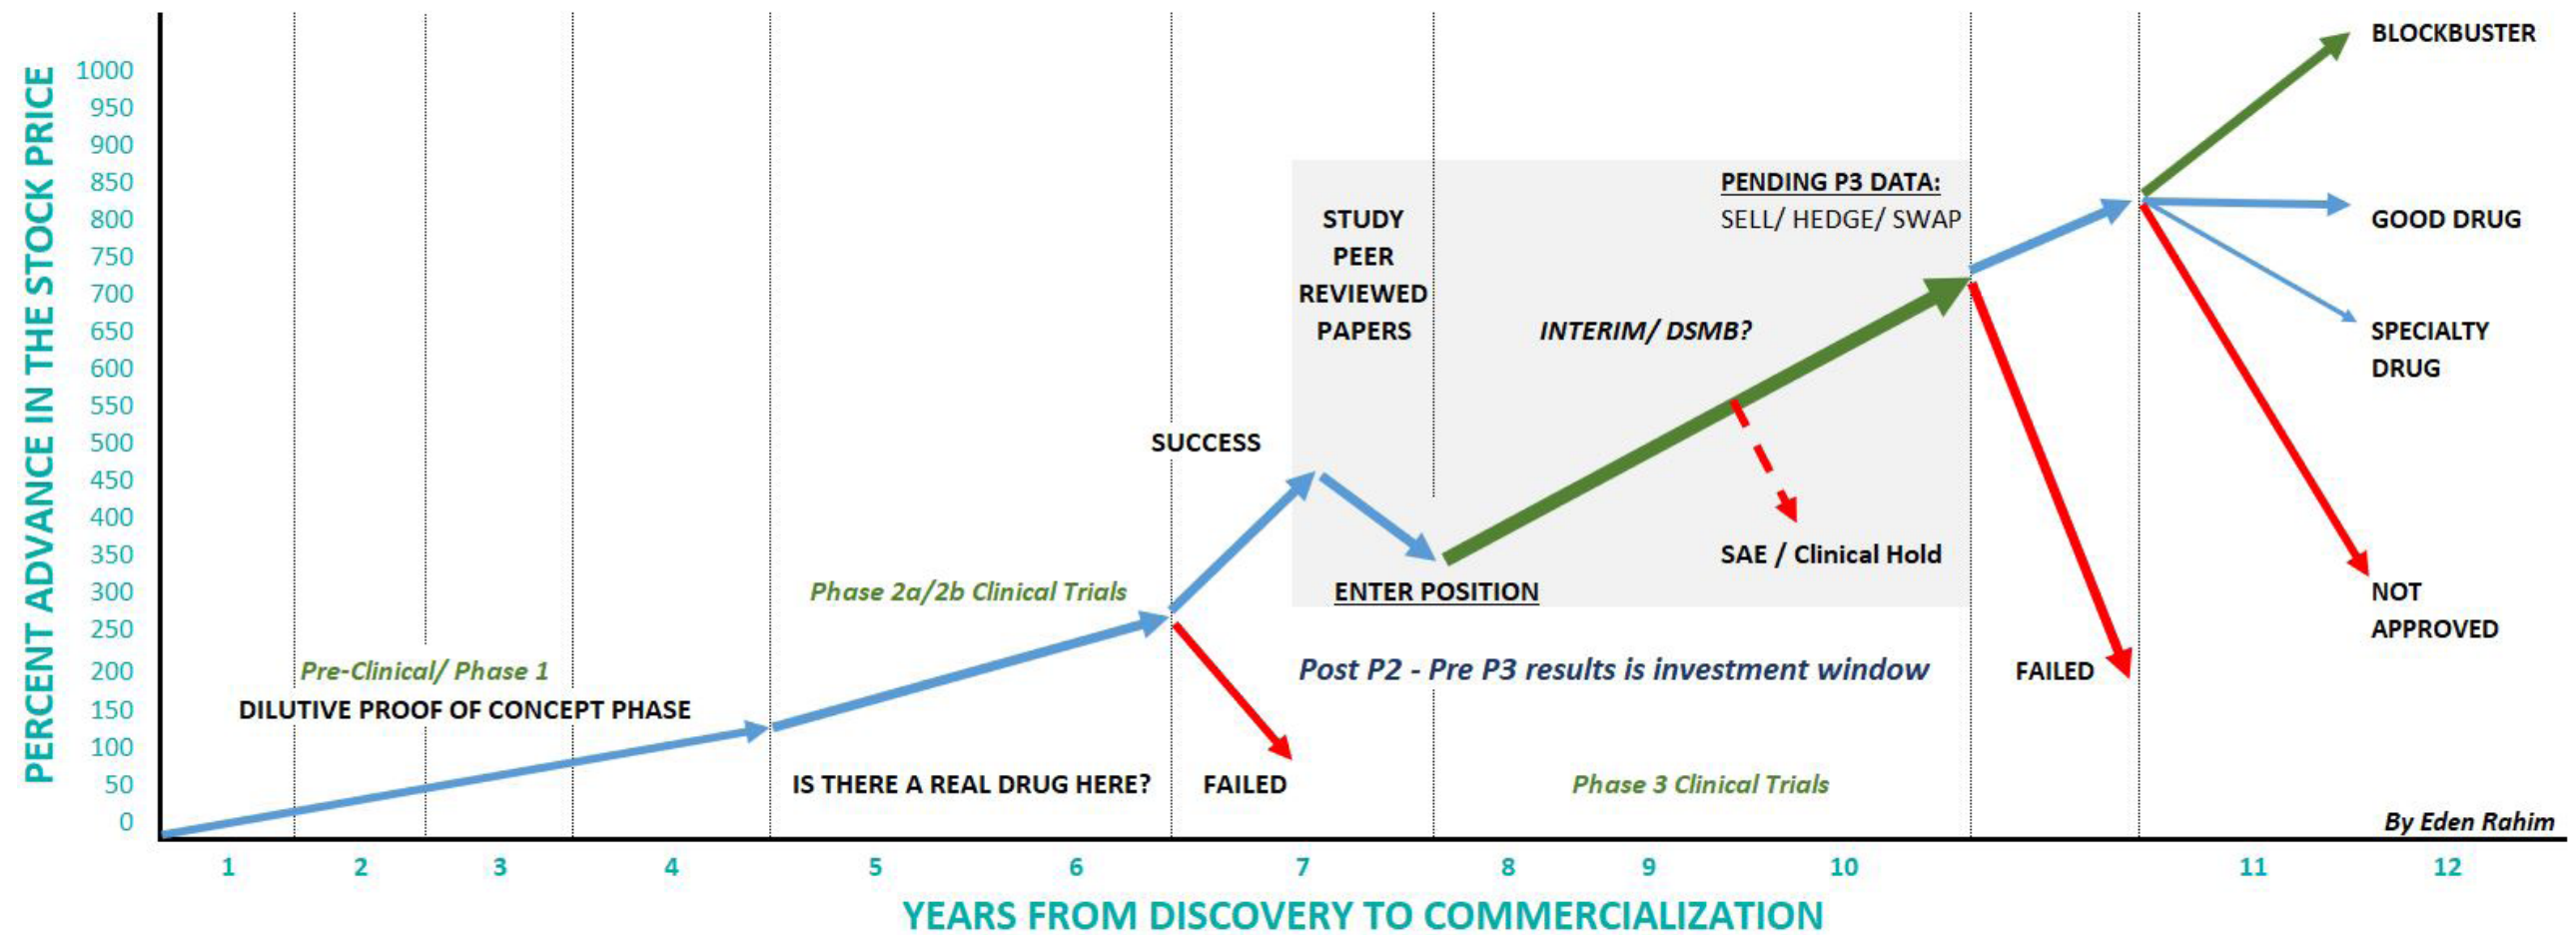 PERCENT ADVANCE IN THE STOCK PRICE
1000
950
900
850
800
750
700
650
600
550
500
450
400
350
300
250
200
150
100
50
0
Pre-Clinical/ Phase 1
DILUTIVE PROOF OF CONCEPT PHASE
Phase 2a/2b Clinical Trials
IS THERE A REAL DRUG HERE?
SUCCESS
FAILED
STUDY
PEER
REVIEWED
PAPERS
ENTER POSITION
PENDING P3 DATA:
SELL/ HEDGE/ SWAP
INTERIM/ DSMB?
SAE / Clinical Hold
Post P2 - Pre P3 results is investment window
Phase 3 Clinical Trials
FAILED
BLOCKBUSTER
GOOD DRUG
SPECIALTY
DRUG
NOT
APPROVED
By Eden Rahim
1 2 3 4 5 6 7 8 9 10 11 12
YEARS FROM DISCOVERY TO COMMERCIALIZATION